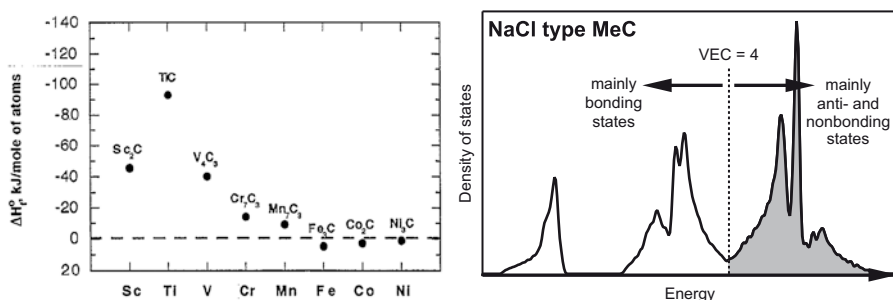 -140
-120
-100
-80
-60
-40
-20
0
20
ΔH°f, kJ/mole of atoms
TiC
Sc2C
V4C3
Cr7C3
Mn7C3
Fe3C
Co2C
Ni3C
Sc Ti V Cr Mn Fe Co Ni
NaCl type MeC
VEC = 4
mainly
bonding
states
mainly
anti- and
nonbonding
states
Density of states
Energy